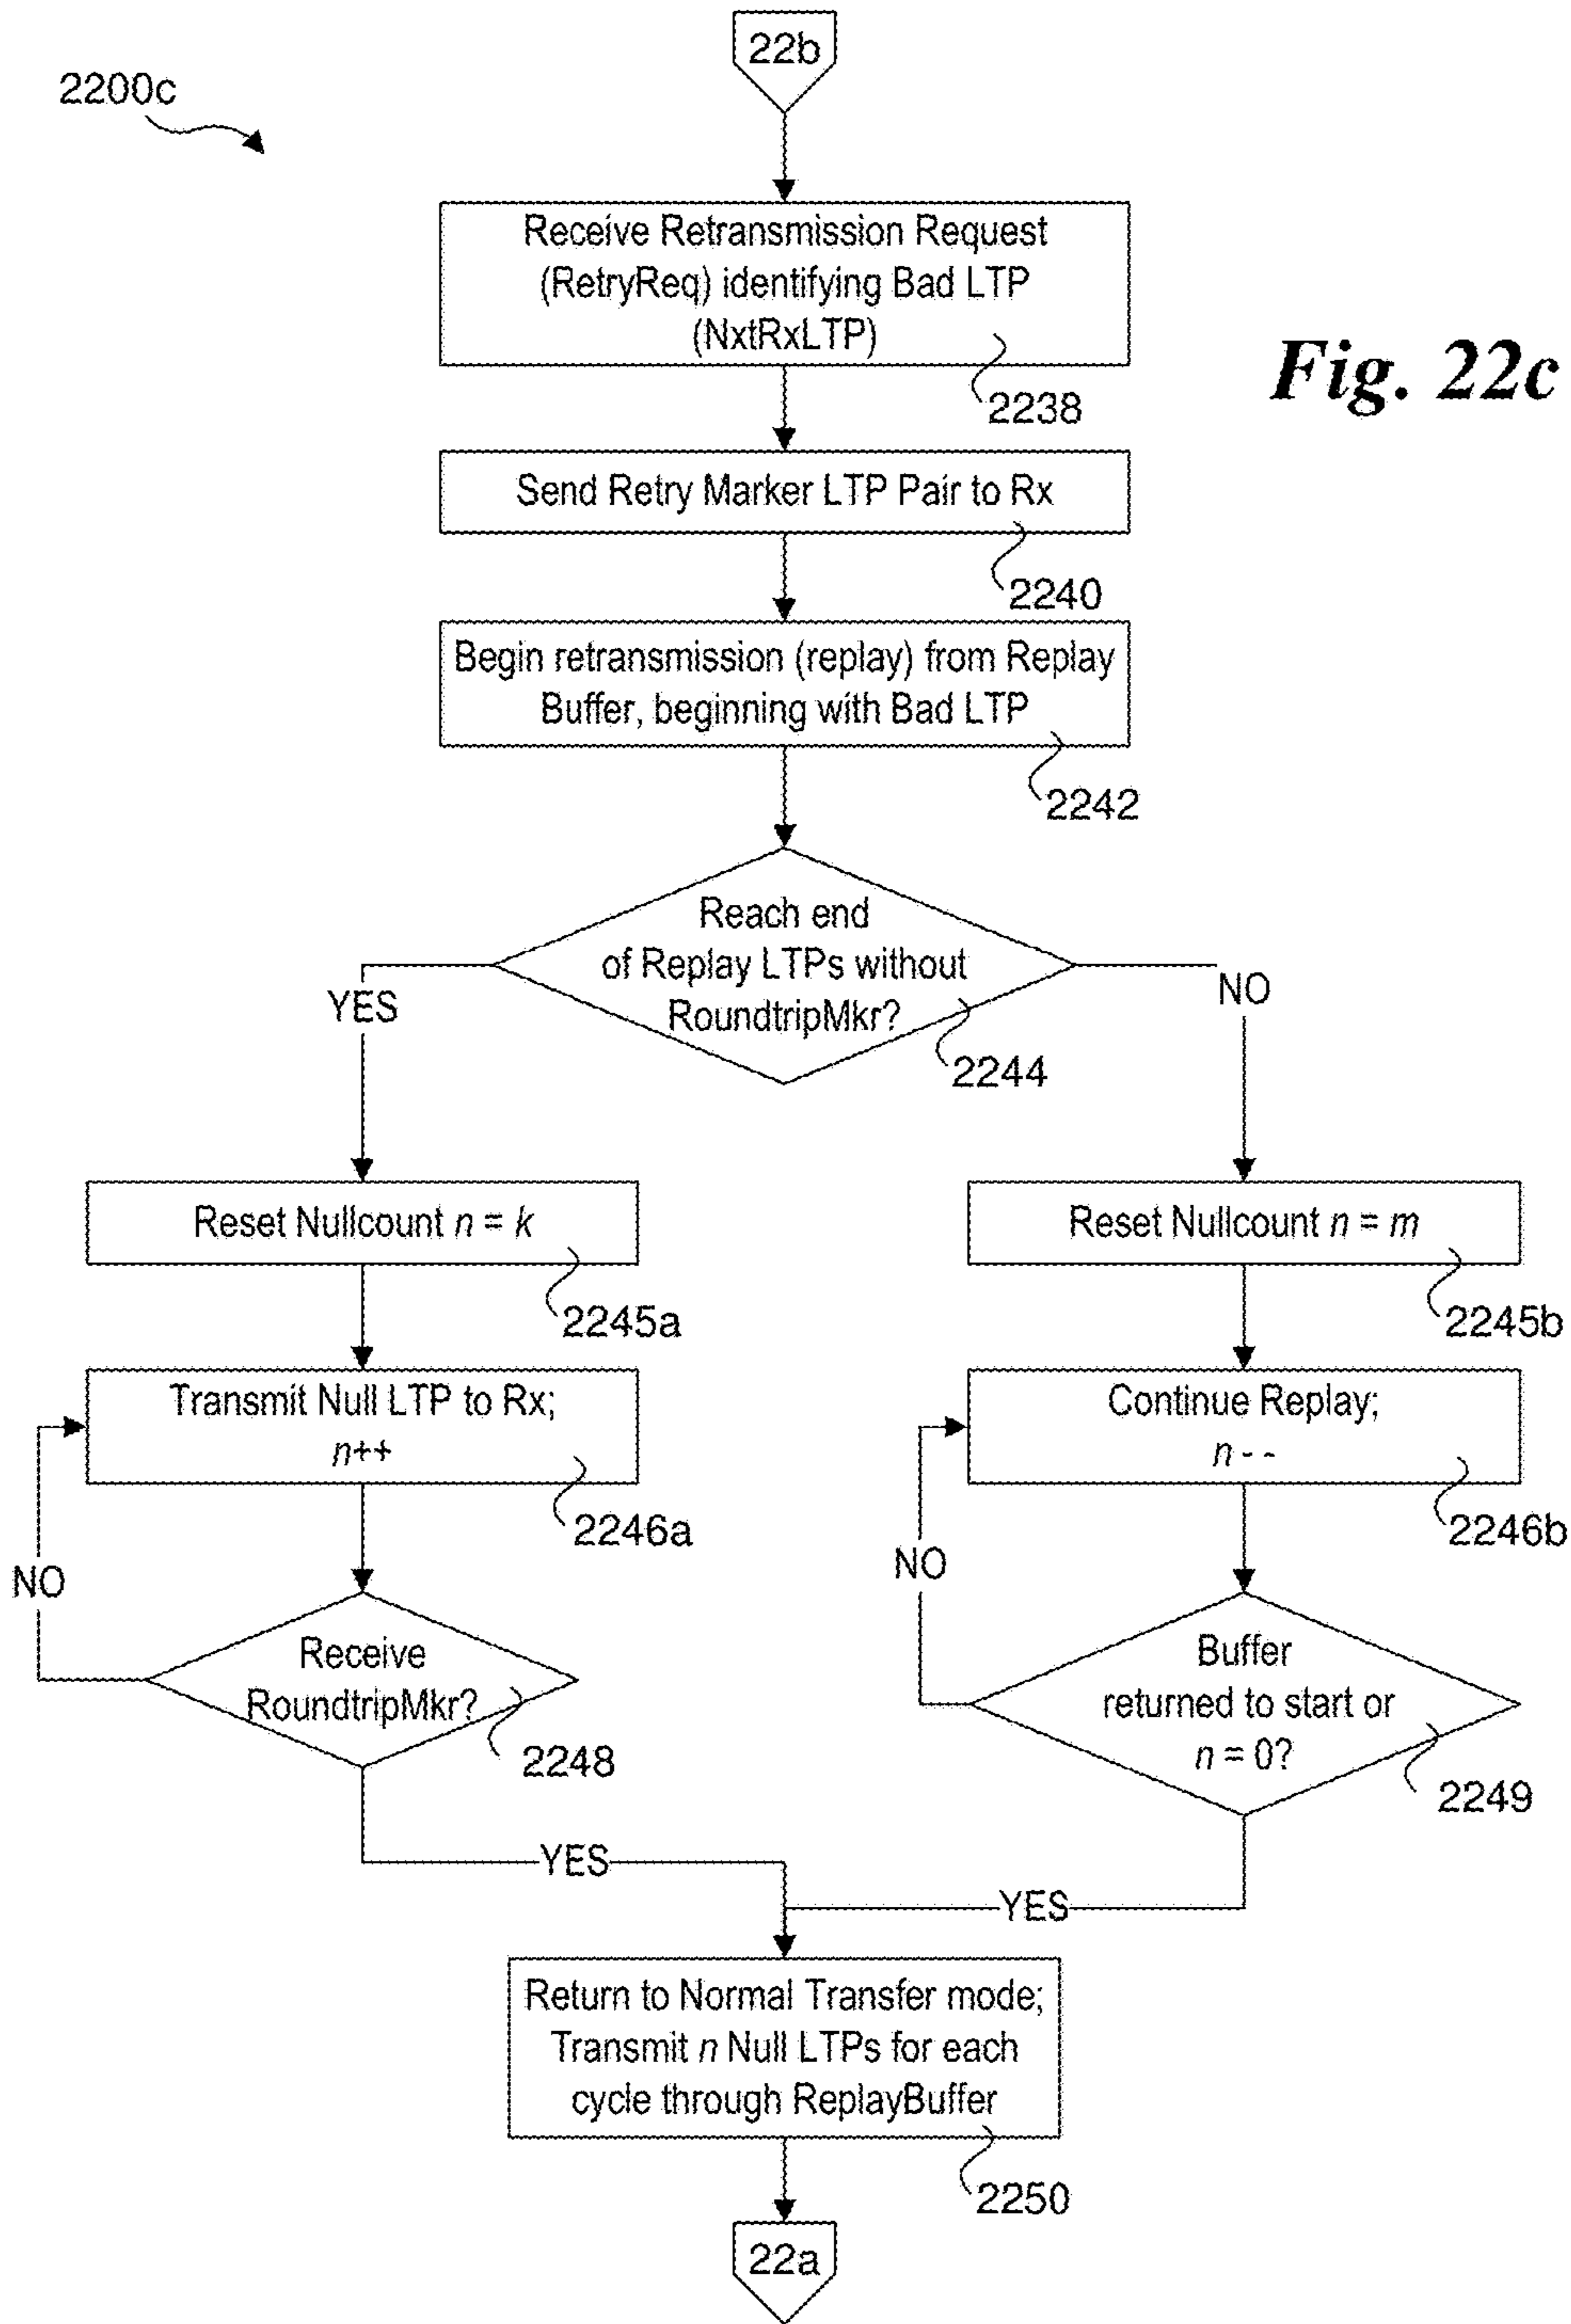 22b
2200c
Receive Retransmission Request
(RetryReq) identifying Bad LTP
(NxtRxLTP)
2238
Fig. 22c
Send Retry Marker LTP Pair to Rx
2240
Begin retransmission (replay) from Replay
Buffer, beginning with Bad LTP
2242
Reach end
of Replay LTPs without
RoundtripMkr?
2244
YES
NO
Reset Nullcount n = k
2245a
Reset Nullcount n = m
2245b
Transmit Null LTP to Rx;
n++
2246a
Continue Replay;
n - -
2246b
NO
NO
Receive
RoundtripMkr?
2248
Buffer
returned to start or
n = 0?
2249
YES
YES
Return to Normal Transfer mode;
Transmit n Null LTPs for each
cycle through ReplayBuffer
2250
22a